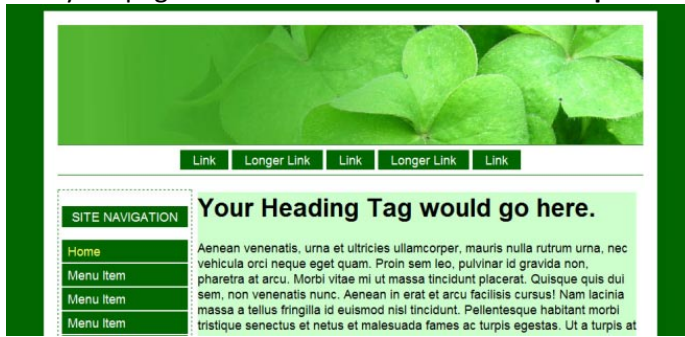 Link Longer Link Link Longer Link Link
SITE NAVIGATION
Home
Menu Item
Menu Item
Menu Item
Your Heading Tag would go here.
Aenean venenatis, urna et ultricies ullamcorper, mauris nulla rutrum urna, nec
vehicula orci neque eget quam. Proin sem leo, pulvinar id gravida non,
pharetra at arcu. Morbi vitae mi ut massa tincidunt placerat. Quisque quis dui
sem, non venenatis nunc. Aenean in erat et arcu facilisis cursus! Nam lacinia
massa a tellus fringilla id euismod nisl tincidunt. Pellentesque habitant morbi
tristique senectus et netus et malesuada fames ac turpis egestas. Ut a turpis at